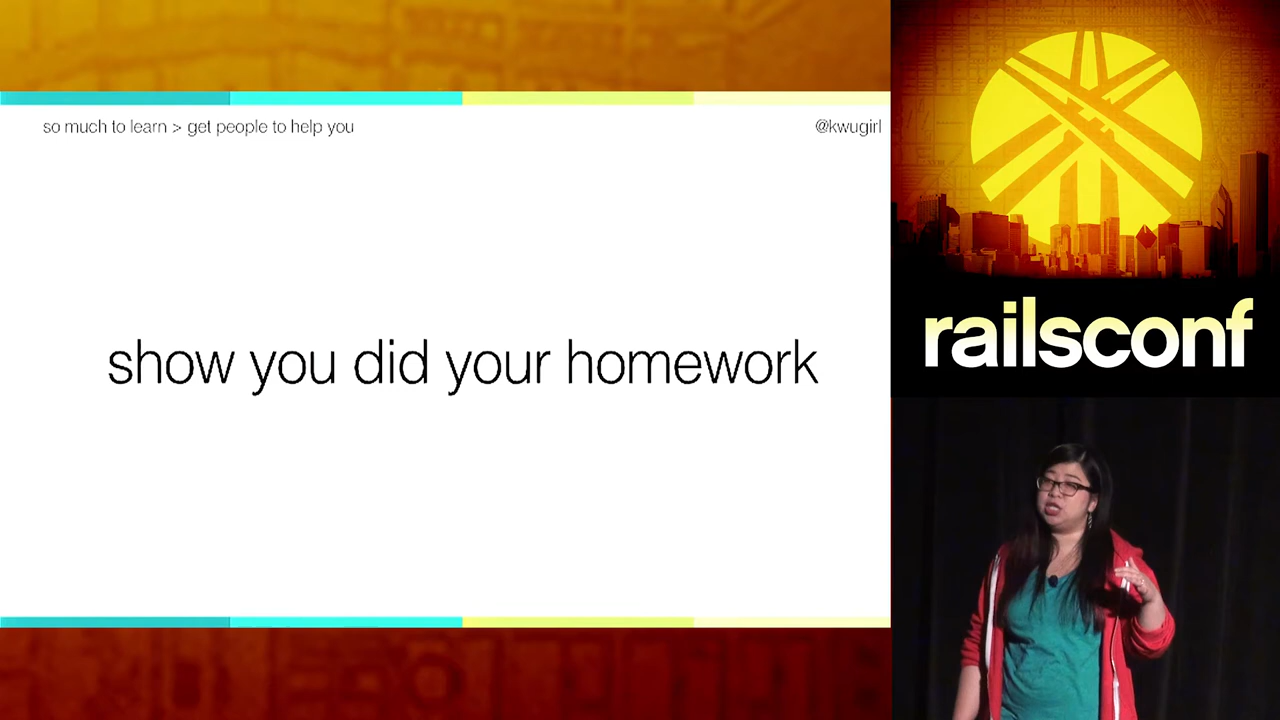 so much to learn > get people to help you
@kwugirl
show you did your homework
railsconf